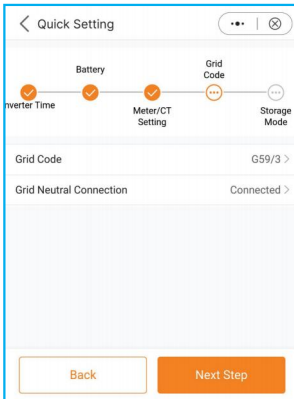 Quick Setting
Battery
Grid
Code
nverter Time
Meter/CT
Setting
Storage
Mode
Grid Code G59/3
Grid Neutral Connection Connected
Back Next Step